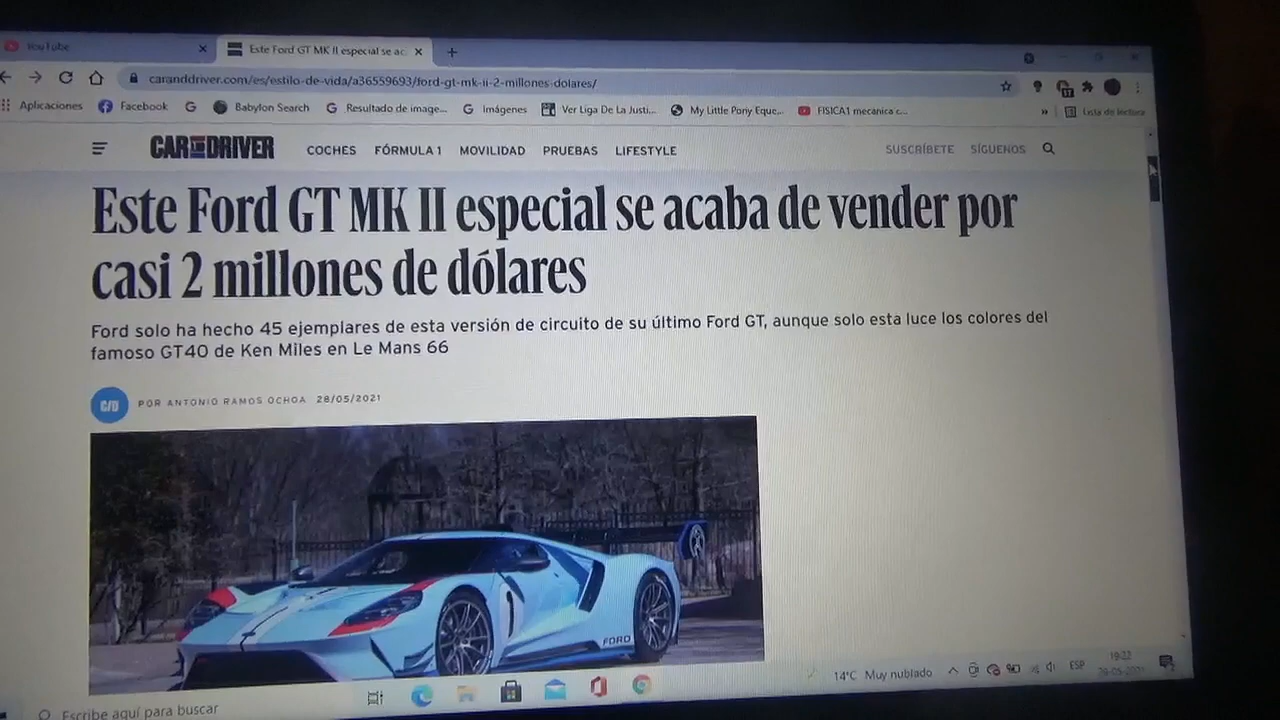 YouTube
Este Ford GT MK II especial se ac
caranddriver.com/es/estilo-de-vida/a36559693/ford-gt-mk-ii-2-millones-dolares/
Aplicaciones Facebook Babylon Search Resultado de image... Imágenes Ver Liga De La Justi... My Little Pony Eque... FISICA1 mecanica c... » Lista de lectura
CAR AND DRIVER COCHES FÓRMULA 1 MOVILIDAD PRUEBAS LIFESTYLE SUSCRÍBETE SÍGUENOS
Este Ford GT MK II especial se acaba de vender por
casi 2 millones de dólares
Ford solo ha hecho 45 ejemplares de esta versión de circuito de su último Ford GT, aunque solo esta luce los colores del
famoso GT40 de Ken Miles en Le Mans 66
C/D POR ANTONIO RAMOS OCHOA 28/05/2021
1
FORD
14°C Muy nublado ESP 19:22
Escribe aquí para buscar